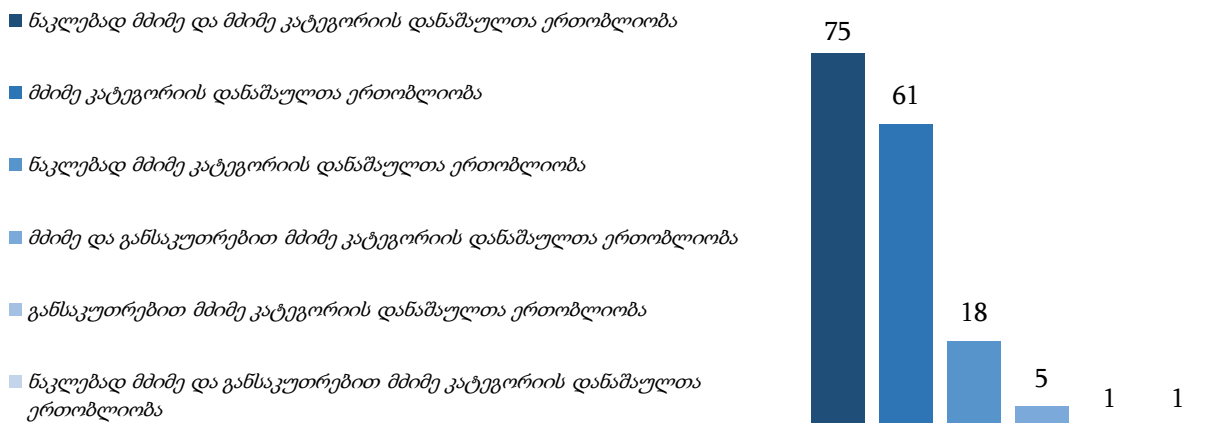 ნაკლებად მძიმე და მძიმე კატეგორიის დანაშაულთა ერთობლიობა
მძიმე კატეგორიის დანაშაულთა ერთობლიობა
ნაკლებად მძიმე კატეგორიის დანაშაულთა ერთობლიობა
მძიმე და განსაკუთრებით მძიმე კატეგორიის დანაშაულთა ერთობლიობა
განსაკუთრებით მძიმე კატეგორიის დანაშაულთა ერთობლიობა
ნაკლებად მძიმე და განსაკუთრებით მძიმე კატეგორიის დანაშაულთა
ერთობლიობა
75
61
18
5
1
1